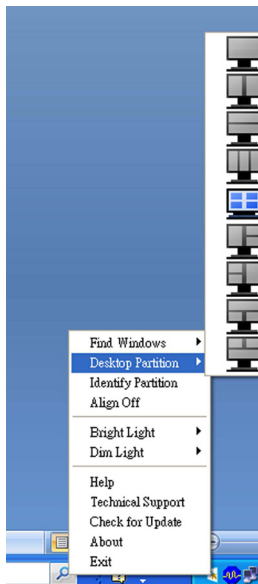 Find Windows
Desktop Partition
Identify Partition
Align Off
Bright Light
Dim Light
Help
Technical Support
Check for Update
About
Exit